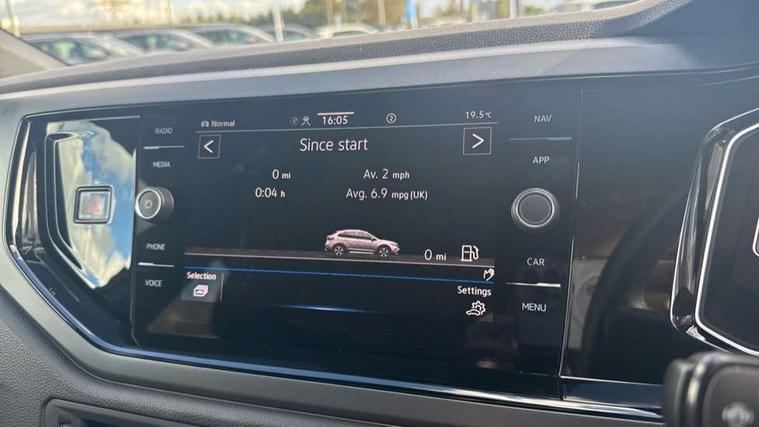 Normal 16:05 2 19.5°C
RADIO
MEDIA
PHONE
VOICE
< Since start >
0 mi Av. 2 mph
0:04 h Avg. 6.9 mpg (UK)
0 mi
Selection
Settings
NAV
APP
CAR
MENU